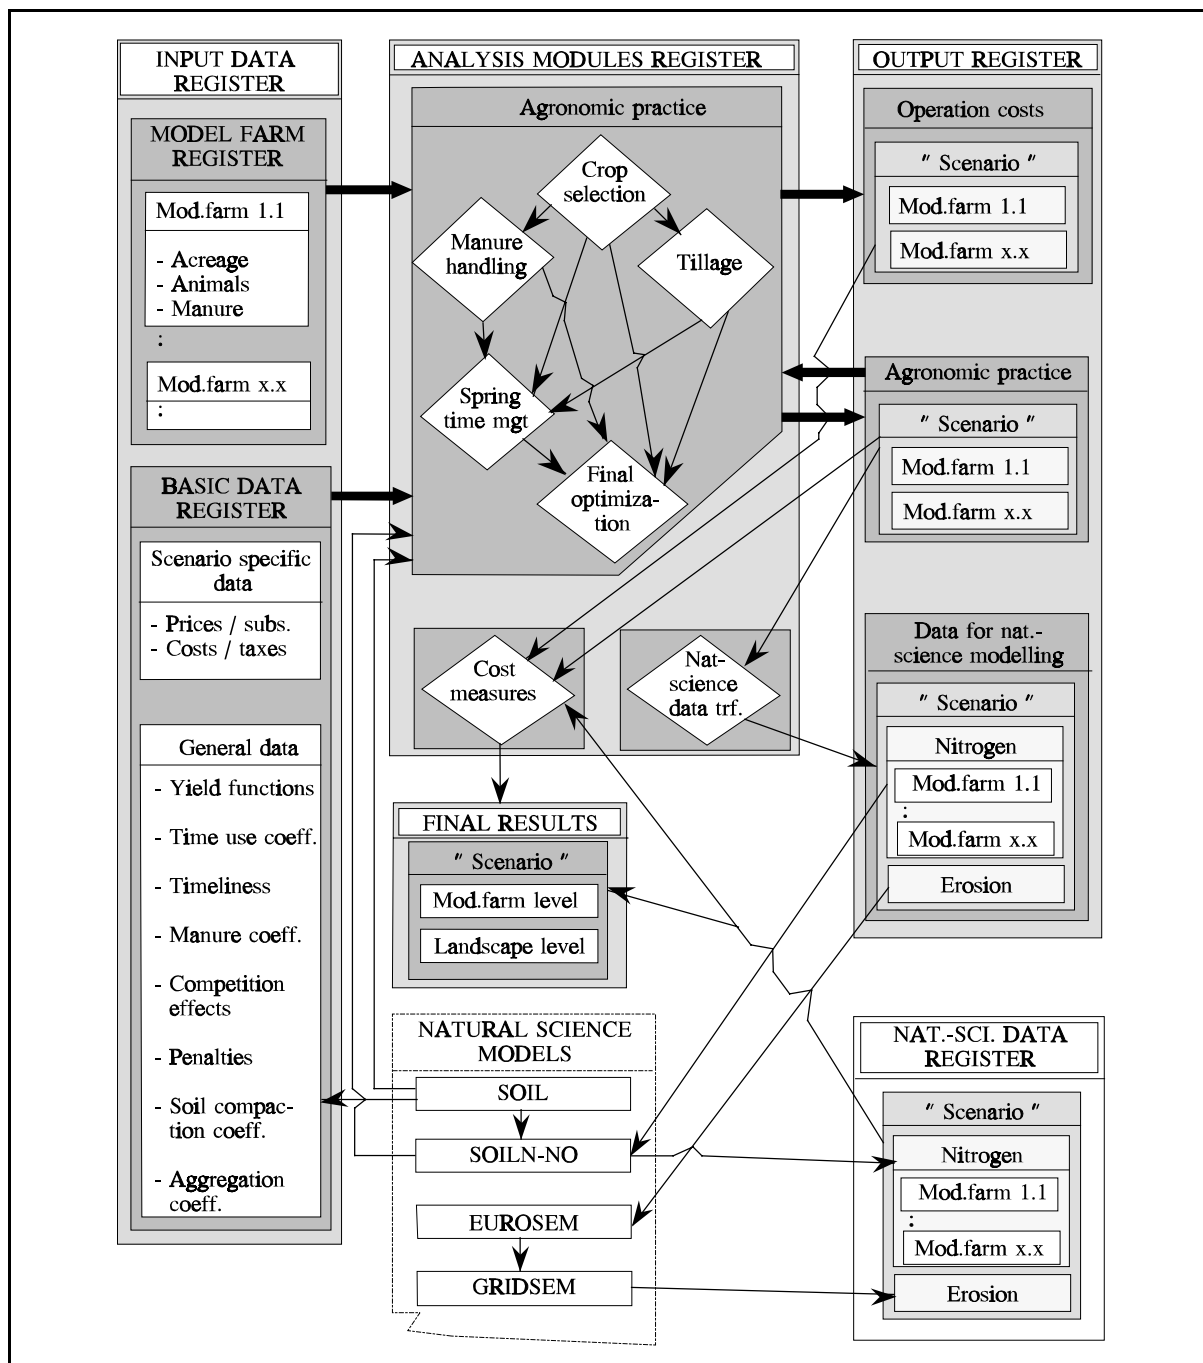 INPUT DATA
REGISTER
MODEL FARM
REGISTER
Mod.farm 1.1
- Acreage
- Animals
- Manure
:
Mod.farm x.x
:
BASIC DATA
REGISTER
Scenario specific
data
- Prices / subs.
- Costs / taxes
General data
- Yield functions
- Time use coeff.
- Timeliness
- Manure coeff.
- Competition
effects
- Penalties
- Soil compac-
tion coeff.
- Aggregation
coeff.
ANALYSIS MODULES REGISTER
Agronomic practice
Crop
selection
Manure
handling
Tillage
Spring
time mgt
Final
optimiza-
tion
Cost
measures
Nat-
science
data trf.
FINAL RESULTS
" Scenario "
Mod.farm level
Landscape level
NATURAL SCIENCE
MODELS
SOIL
SOILN-NO
EUROSEM
GRIDSEM
OUTPUT REGISTER
Operation costs
" Scenario "
Mod.farm 1.1
Mod.farm x.x
Agronomic practice
" Scenario "
Mod.farm 1.1
Mod.farm x.x
Data for nat.-
science modelling
" Scenario "
Nitrogen
Mod.farm 1.1
:
Mod.farm x.x
Erosion
NAT.-SCI. DATA
REGISTER
" Scenario "
Nitrogen
Mod.farm 1.1
:
Mod.farm x.x
Erosion